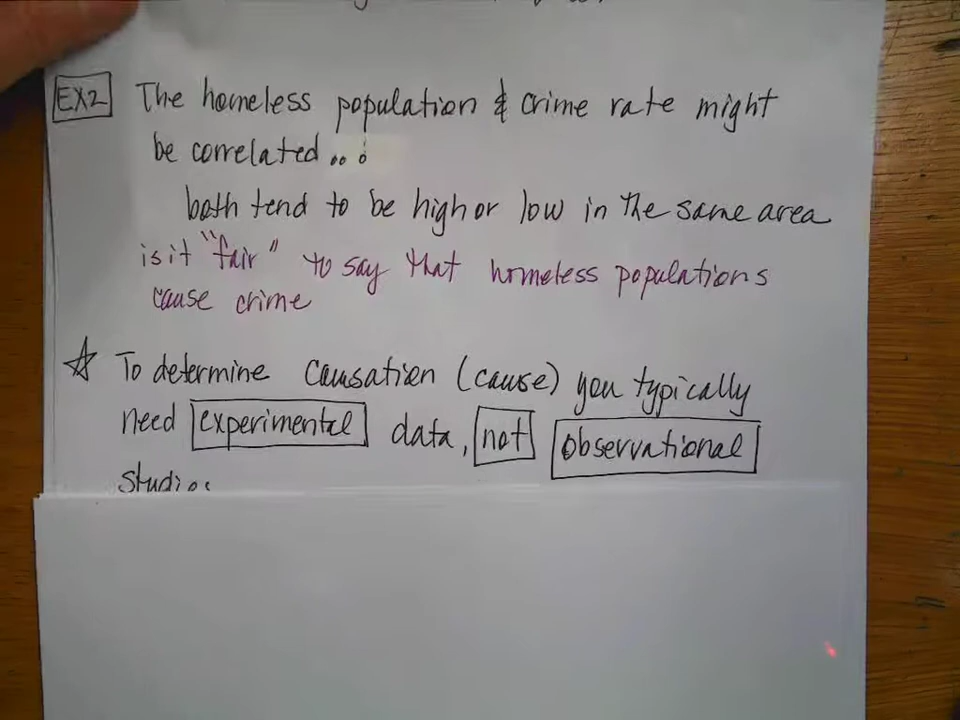 EX2 The homeless population & crime rate might
be correlated...
both tend to be high or low in the same area
is it "fair" to say that homeless populations
cause crime
☆ To determine causation (cause) you typically
need experimental data, not observational